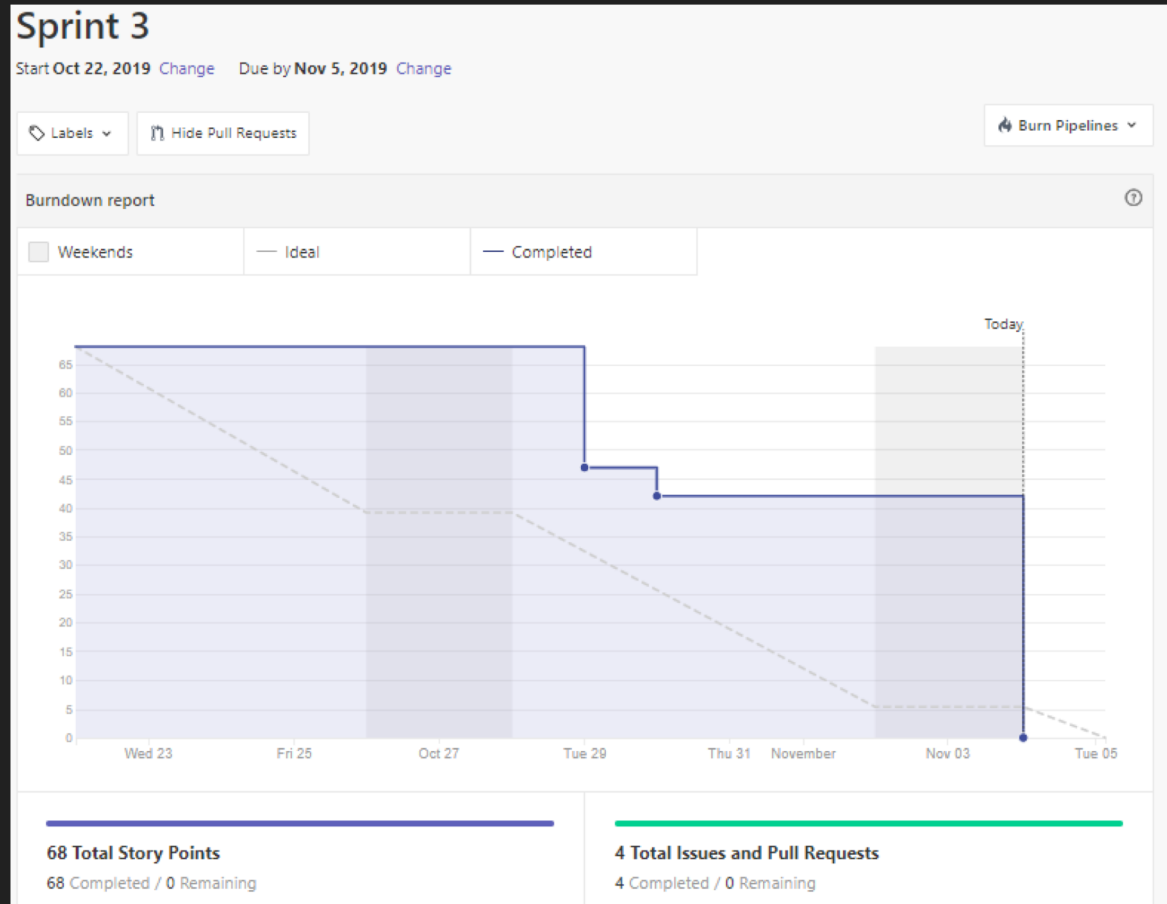 Sprint 3
Start Oct 22, 2019 Change Due by Nov 5, 2019 Change
Labels Hide Pull Requests Burn Pipelines
Burndown report
Weekends Ideal Completed
Today
65
60
55
50
45
40
35
30
25
20
15
10
5
0
Wed 23 Fri 25 Oct 27 Tue 29 Thu 31 November Nov 03 Tue 05
68 Total Story Points 4 Total Issues and Pull Requests
68 Completed / 0 Remaining 4 Completed / 0 Remaining